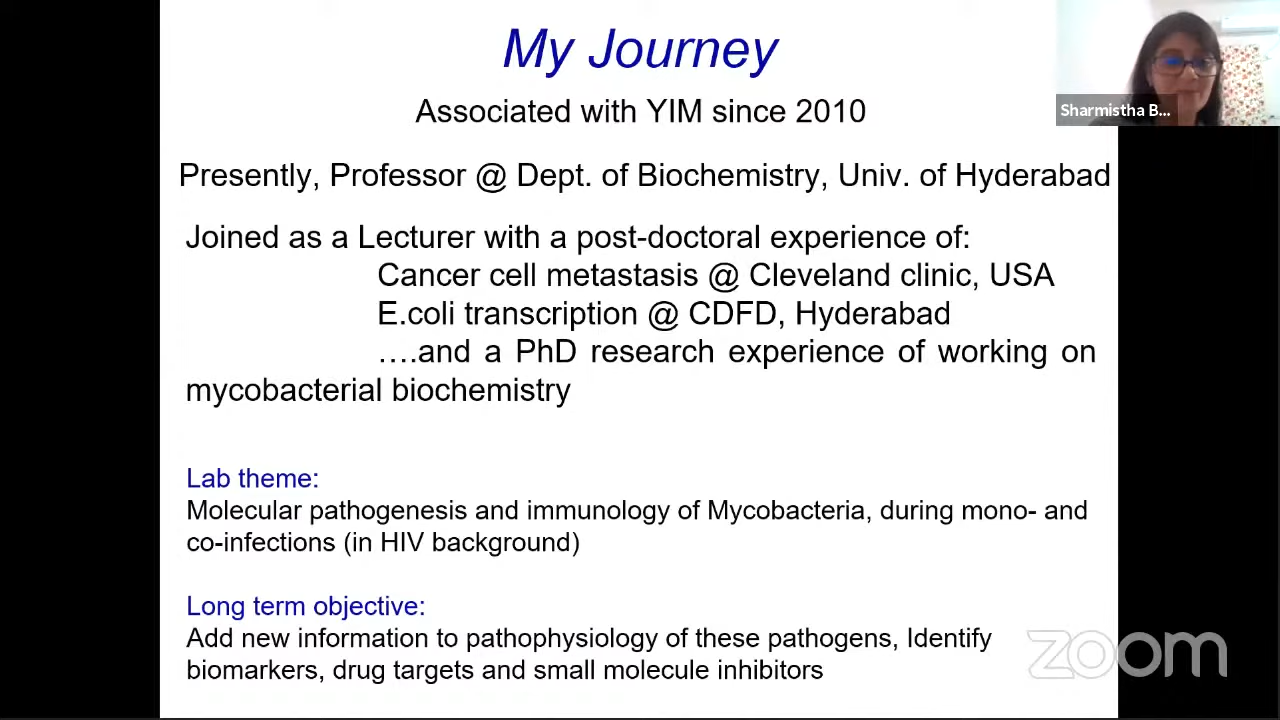 My Journey
Associated with YIM since 2010
Sharmistha B...
Presently, Professor @ Dept. of Biochemistry, Univ. of Hyderabad
Joined as a Lecturer with a post-doctoral experience of:
Cancer cell metastasis @ Cleveland clinic, USA
E.coli transcription @ CDFD, Hyderabad
....and a PhD research experience of working on
mycobacterial biochemistry
Lab theme:
Molecular pathogenesis and immunology of Mycobacteria, during mono- and
co-infections (in HIV background)
Long term objective:
Add new information to pathophysiology of these pathogens, Identify
biomarkers, drug targets and small molecule inhibitors
zoom